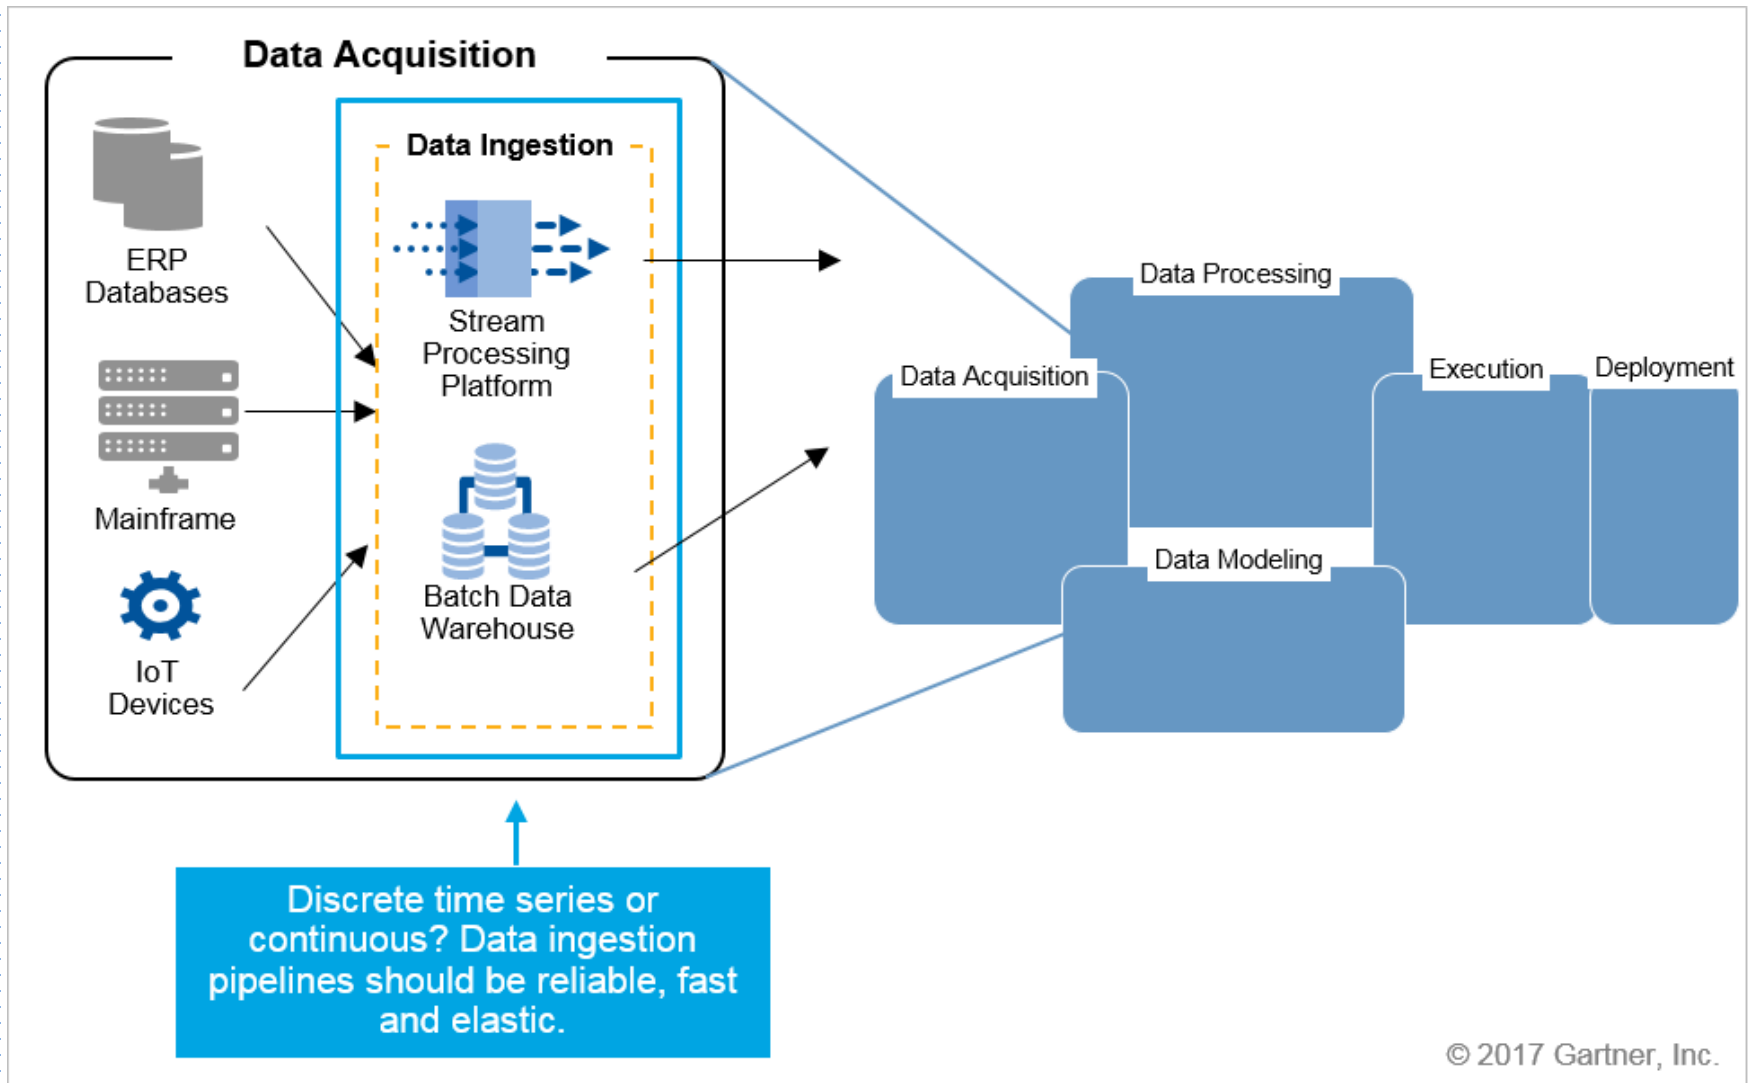 Data Acquisition
Data Ingestion
ERP
Databases
Stream
Processing
Platform
Mainframe
Batch Data
Warehouse
IoT
Devices
Data Processing
Data Acquisition
Execution
Deployment
Data Modeling
Discrete time series or
continuous? Data ingestion
pipelines should be reliable, fast
and elastic.
© 2017 Gartner, Inc.